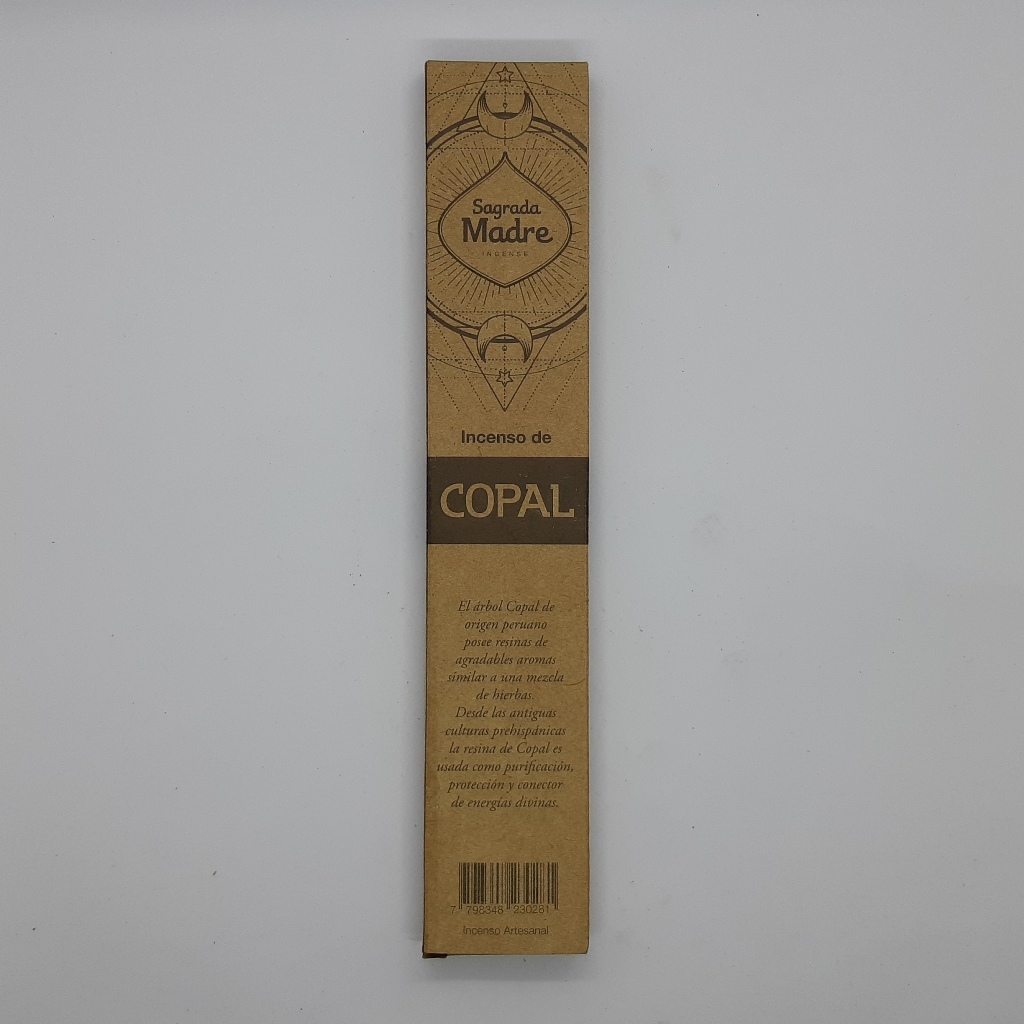 Sagrada
Madre
INCENSE
Incenso de
COPAL
El árbol Copal de
origen peruano
posee resinas de
agradables aromas
similar a una mezcla
de hierbas.
Desde las antiguas
culturas prehispánicas
la resina de Copal es
usada como purificación,
protección y conector
de energías divinas.
7 798348 230281
Incenso Artesanal